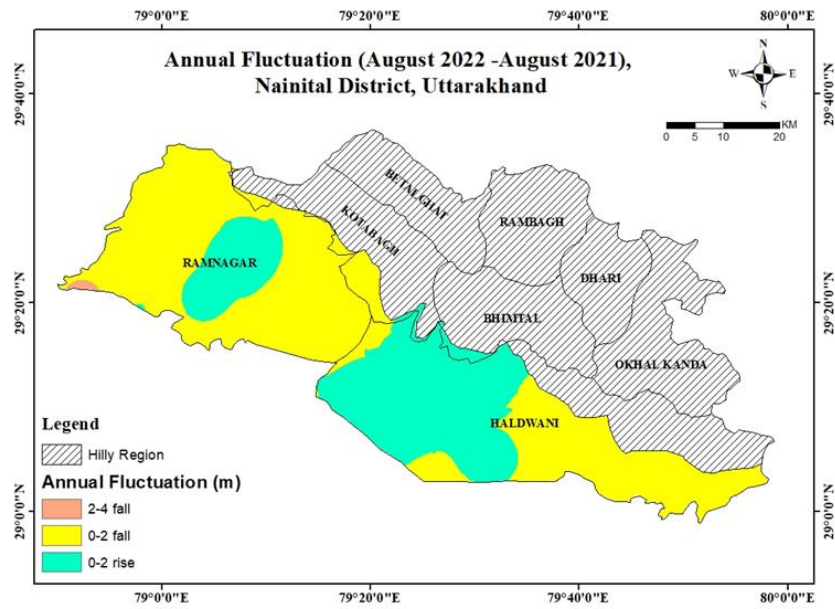 79°0'0"E 79°20'0"E 79°40'0"E 80°0'0"E
Annual Fluctuation (August 2022 -August 2021),
Nainital District, Uttarakhand
N
W E
S
KM
0 5 10 20
29°40'0"N 29°40'0"N
BETALGHAT
KOTABAGH
RAMBAGH
RAMNAGAR
DHARI
29°20'0"N 29°20'0"N
BHIMTAL
OKHAL KANDA
HALDWANI
Legend
Hilly Region
Annual Fluctuation (m)
2-4 fall
0-2 fall
0-2 rise
29°0'0"N 29°0'0"N
79°0'0"E 79°20'0"E 79°40'0"E 80°0'0"E